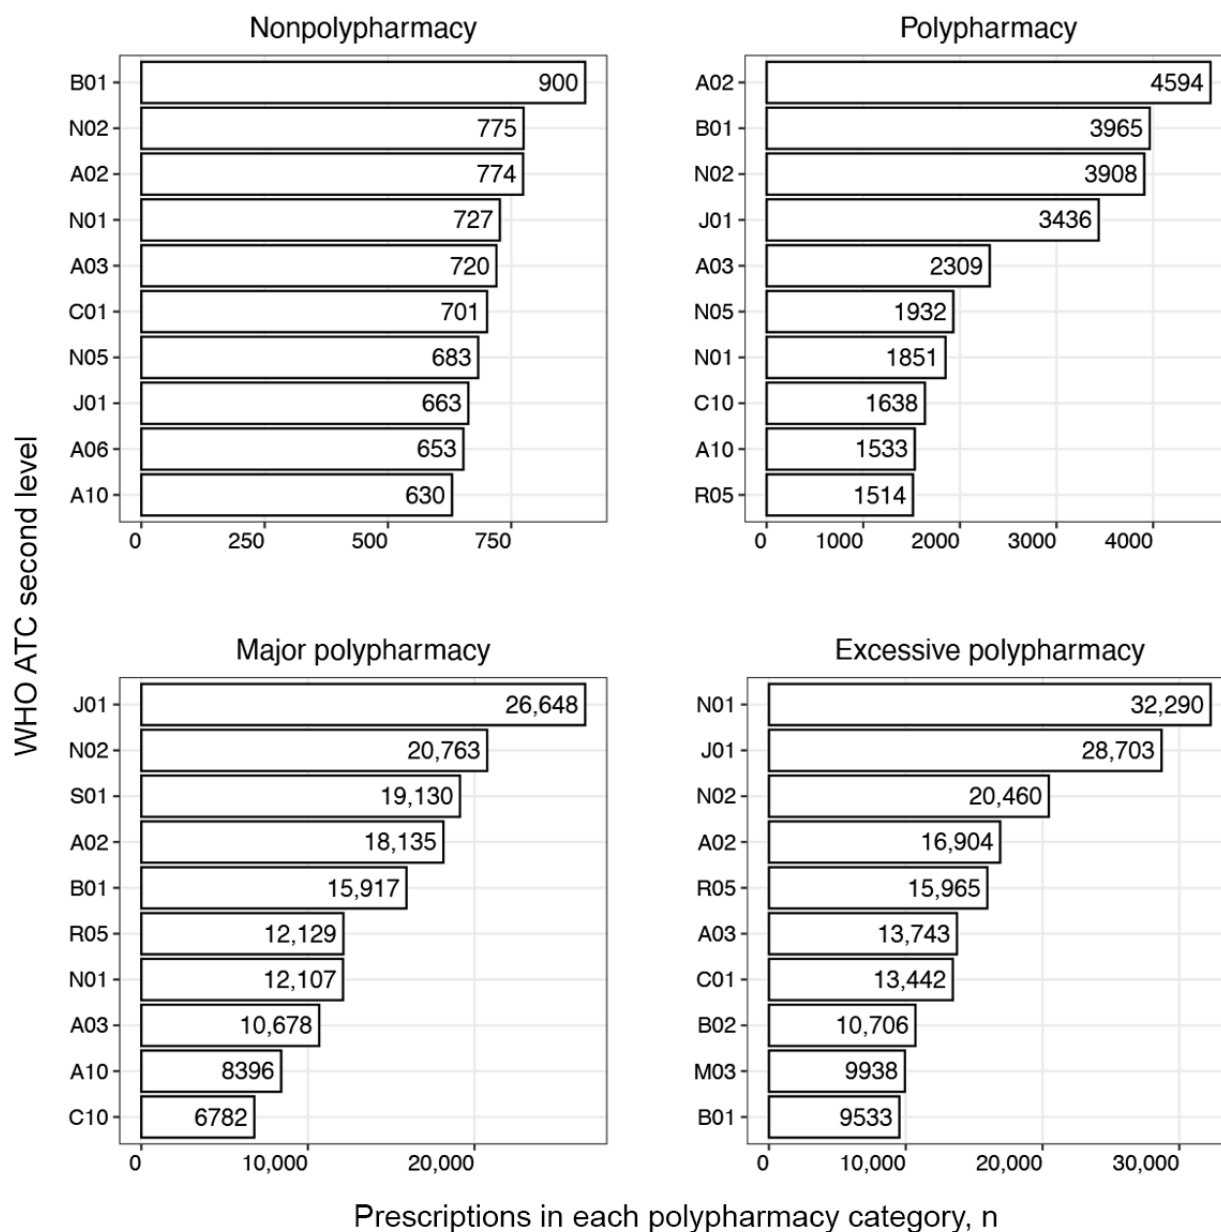 Nonpolypharmacy
B01 900
N02 775
A02 774
N01 727
A03 720
C01 701
N05 683
J01 663
A06 653
A10 630
0 250 500 750
Polypharmacy
A02 4594
B01 3965
N02 3908
J01 3436
A03 2309
N05 1932
N01 1851
C10 1638
A10 1533
R05 1514
0 1000 2000 3000 4000
WHO ATC second level
Major polypharmacy
J01 26,648
N02 20,763
S01 19,130
A02 18,135
B01 15,917
R05 12,129
N01 12,107
A03 10,678
A10 8396
C10 6782
0 10,000 20,000
Excessive polypharmacy
N01 32,290
J01 28,703
N02 20,460
A02 16,904
R05 15,965
A03 13,743
C01 13,442
B02 10,706
M03 9938
B01 9533
0 10,000 20,000 30,000
Prescriptions in each polypharmacy category, n